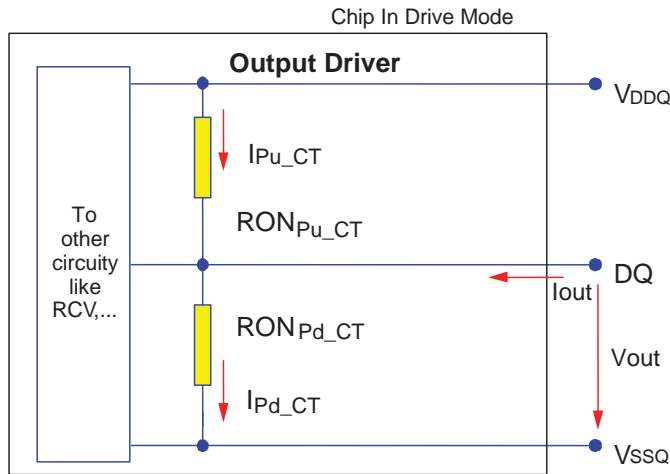 Chip In Drive Mode
Output Driver
VDDQ
IPu_CT
To
other
circuity
like
RCV,...
RONPu_CT
DQ
Iout
RONPd_CT
Vout
IPd_CT
VSSQ